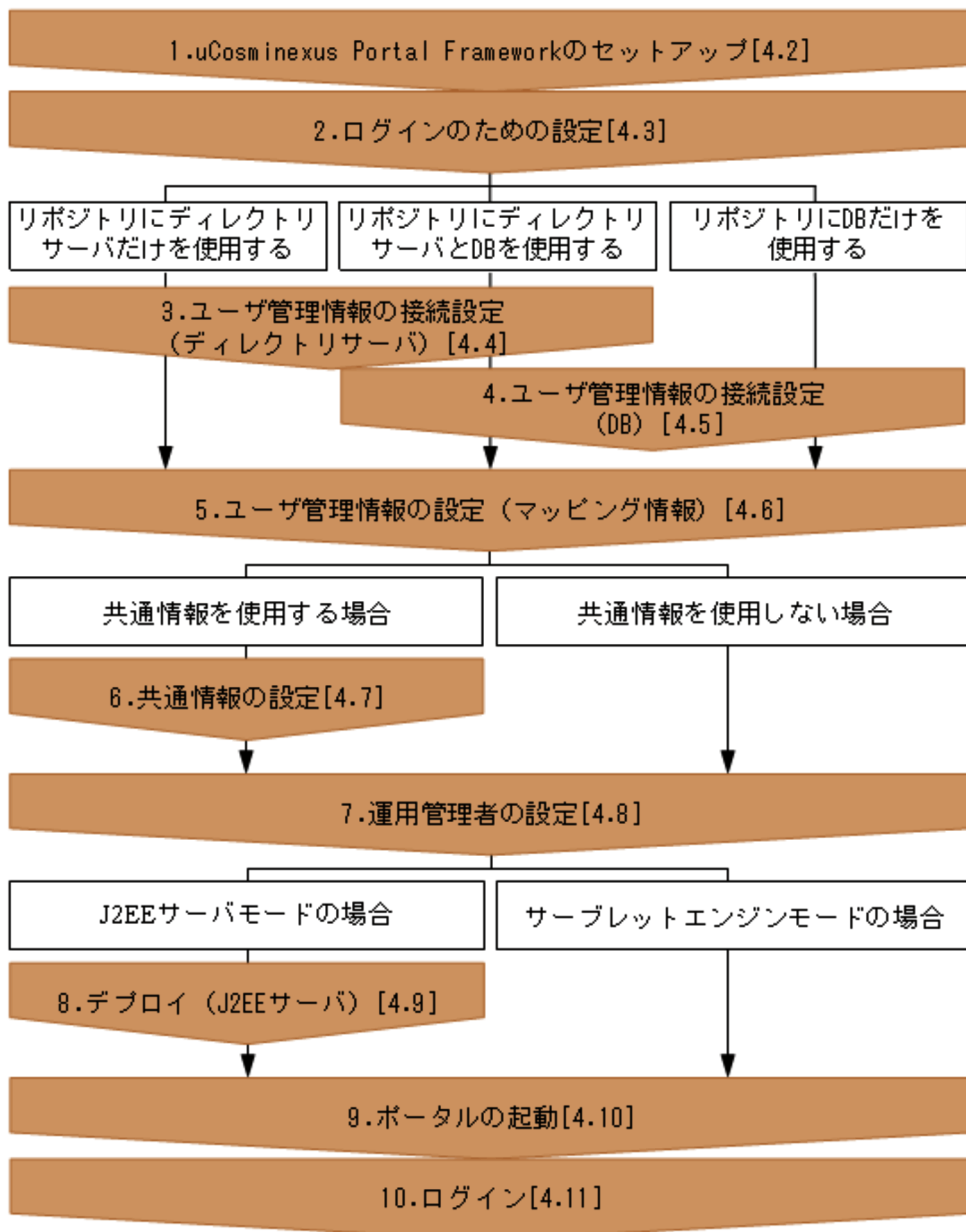 1.uCosminexus Portal Frameworkのセットアップ[4.2]
2.ログインのための設定[4.3]
リポジトリにディレクトリ
サーバだけを使用する
リポジトリにディレクトリ
サーバとDBを使用する
リポジトリにDBだけを
使用する
3.ユーザ管理情報の接続設定
（ディレクトリサーバ）[4.4]
4.ユーザ管理情報の接続設定
（DB）[4.5]
5.ユーザ管理情報の設定（マッピング情報）[4.6]
共通情報を使用する場合
共通情報を使用しない場合
6.共通情報の設定[4.7]
7.運用管理者の設定[4.8]
J2EEサーバモードの場合
サーブレットエンジンモードの場合
8.デプロイ（J2EEサーバ）[4.9]
9.ポータルの起動[4.10]
10.ログイン[4.11]